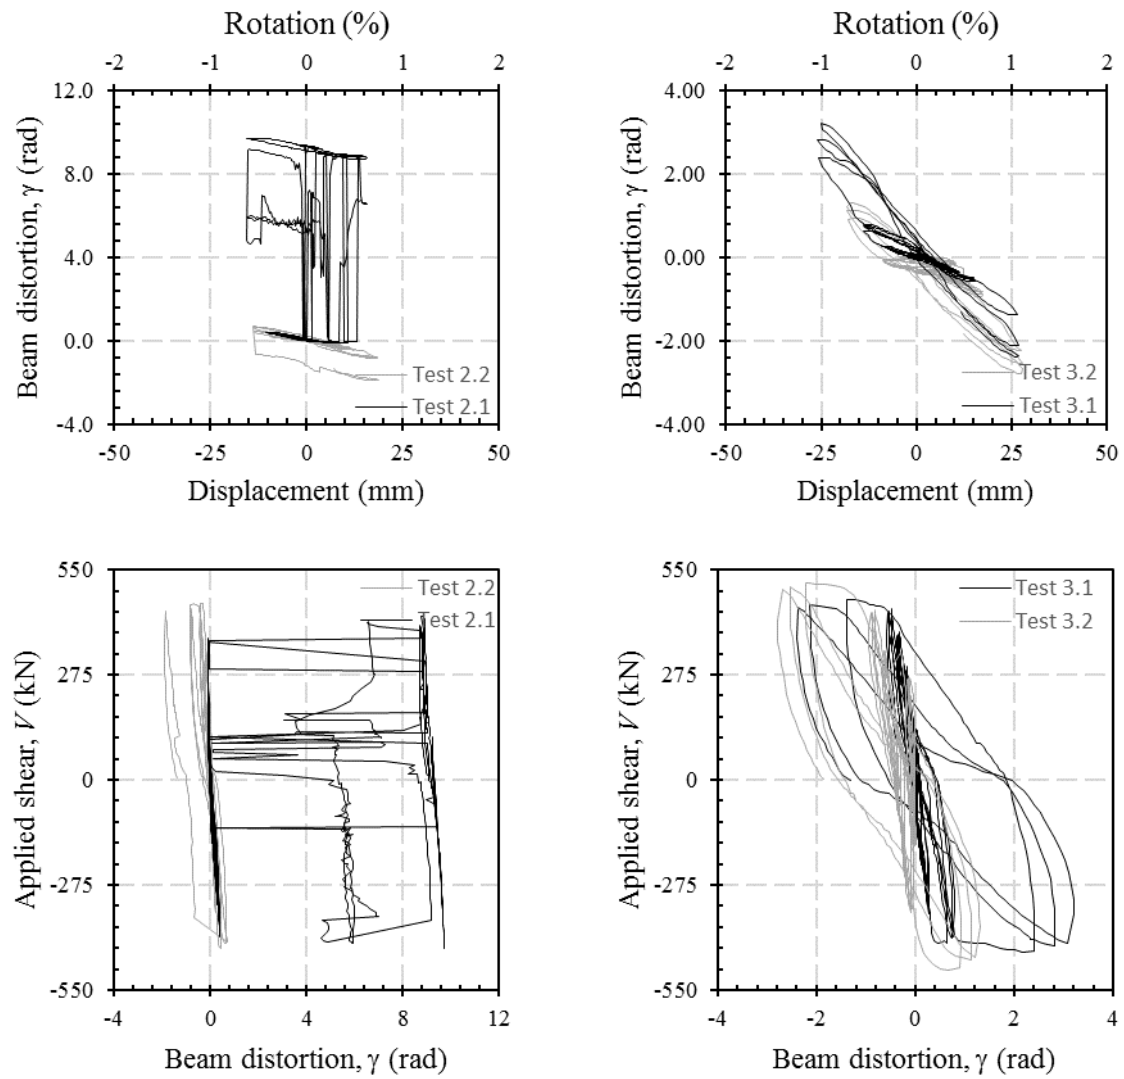 Rotation (%)
-2 -1 0 1 2
12.0
8.0
4.0
0.0
-4.0
Beam distortion, γ (rad)
Test 2.2
Test 2.1
-50 -25 0 25 50
Displacement (mm)
Rotation (%)
-2 -1 0 1 2
4.00
2.00
0.00
-2.00
-4.00
Beam distortion, γ (rad)
Test 3.2
Test 3.1
-50 -25 0 25 50
Displacement (mm)
550
275
0
-275
-550
Applied shear, V (kN)
Test 2.2
Test 2.1
-4 0 4 8 12
Beam distortion, γ (rad)
550
275
0
-275
-550
Applied shear, V (kN)
Test 3.1
Test 3.2
-4 -2 0 2 4
Beam distortion, γ (rad)